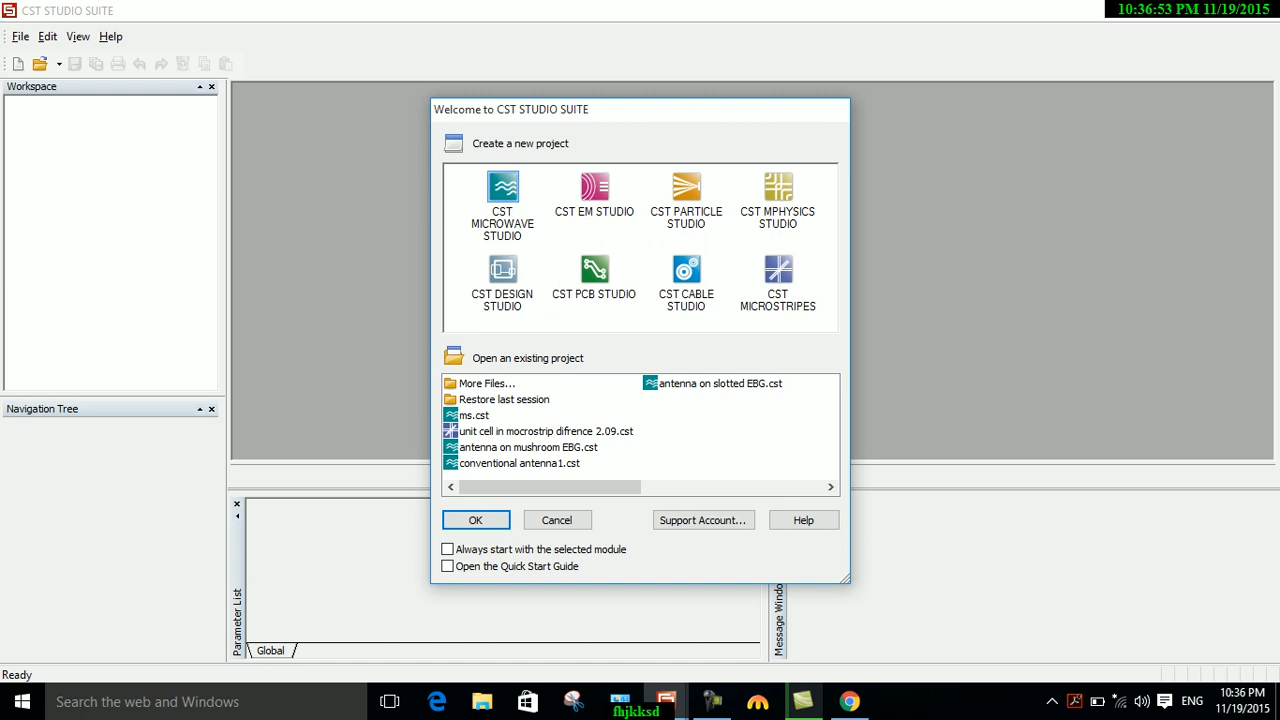 CST STUDIO SUITE
10:36:53 PM 11/19/2015
File Edit View Help
Workspace
Welcome to CST STUDIO SUITE
Create a new project
CST MICROWAVE STUDIO
CST EM STUDIO
CST PARTICLE STUDIO
CST MPHYSICS STUDIO
CST DESIGN STUDIO
CST PCB STUDIO
CST CABLE STUDIO
CST MICROSTRIPES
Open an existing project
More Files...
Restore last session
ms.cst
unit cell in mocrostrip difrence 2.09.cst
antenna on mushroom EBG.cst
conventional antenna1.cst
antenna on slotted EBG.cst
OK Cancel Support Account... Help
Always start with the selected module
Open the Quick Start Guide
Navigation Tree
Parameter List
Global
Message Windo
Ready
Search the web and Windows
fhjkksd
ENG
10:36 PM
11/19/2015